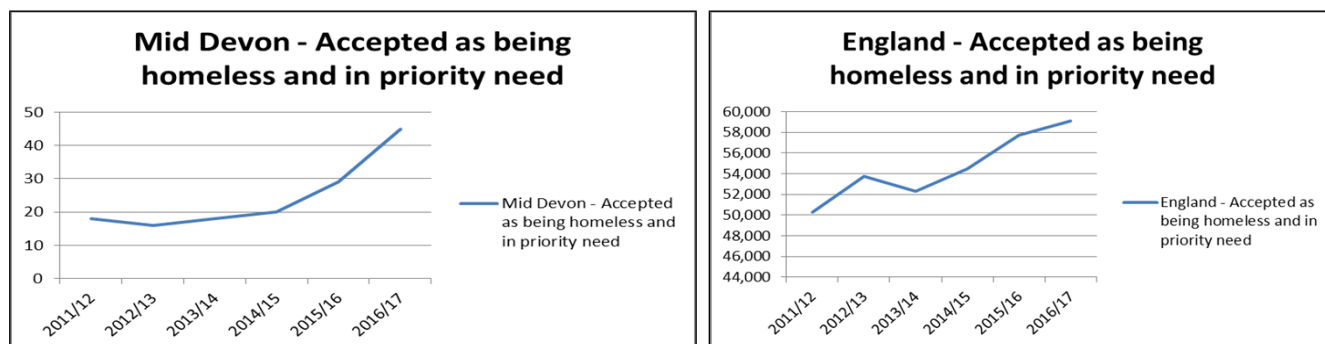 Mid Devon - Accepted as being
homeless and in priority need
50
40
30
20
10
0
2011/12
2012/13
2013/14
2014/15
2015/16
2016/17
Mid Devon - Accepted
as being homeless and
in priority need
England - Accepted as
being homeless and in
priority need
England - Accepted as being
homeless and in priority need
60,000
58,000
56,000
54,000
52,000
50,000
48,000
46,000
44,000
2011/12
2012/13
2013/14
2014/15
2015/16
2016/17